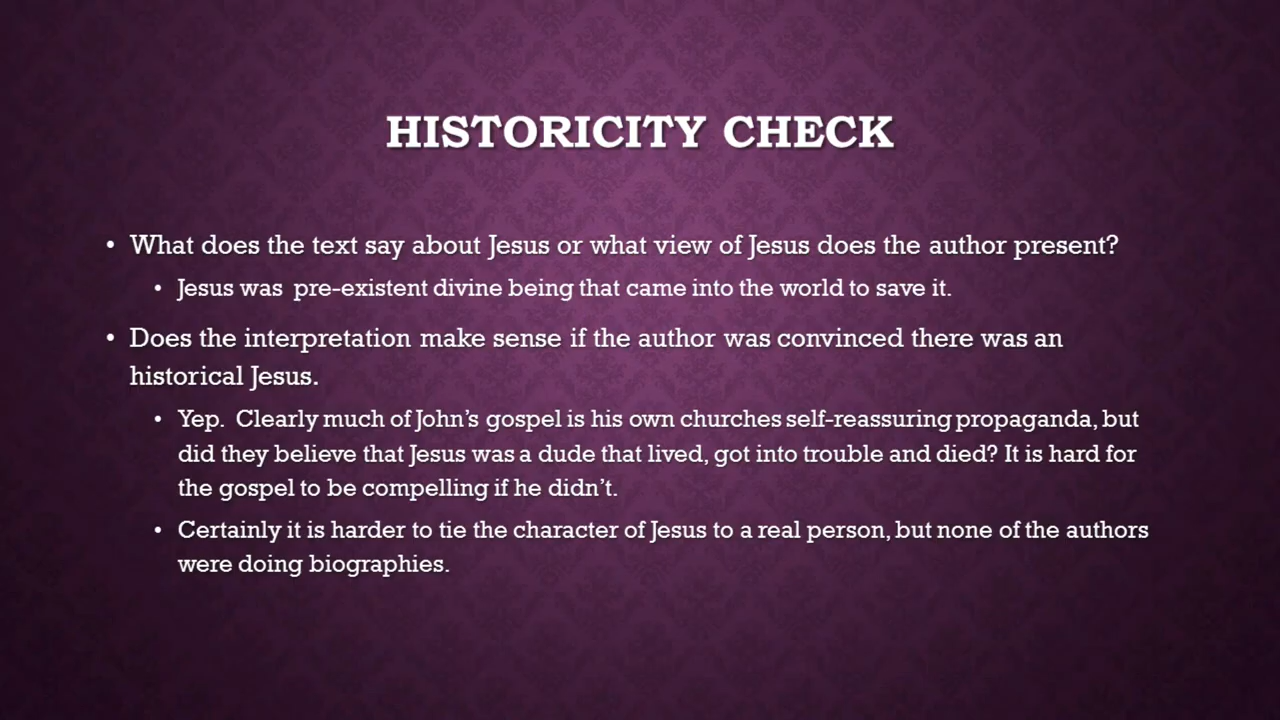 HISTORICITY CHECK
• What does the text say about Jesus or what view of Jesus does the author present?
• Jesus was  pre-existent divine being that came into the world to save it.
• Does the interpretation make sense if the author was convinced there was an
historical Jesus.
• Yep.  Clearly much of John’s gospel is his own churches self-reassuring propaganda, but
did they believe that Jesus was a dude that lived, got into trouble and died? It is hard for
the gospel to be compelling if he didn’t.
• Certainly it is harder to tie the character of Jesus to a real person, but none of the authors
were doing biographies.